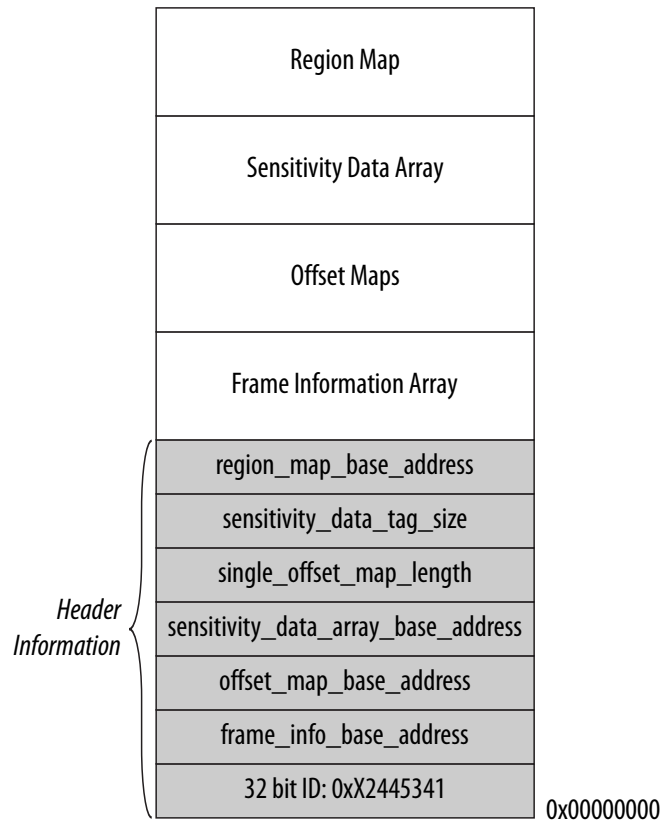 Region Map
Sensitivity Data Array
Offset Maps
Frame Information Array
region_map_base_address
sensitivity_data_tag_size
single_offset_map_length
Header
Information
sensitivity_data_array_base_address
offset_map_base_address
frame_info_base_address
32 bit ID: 0xX2445341
0x00000000